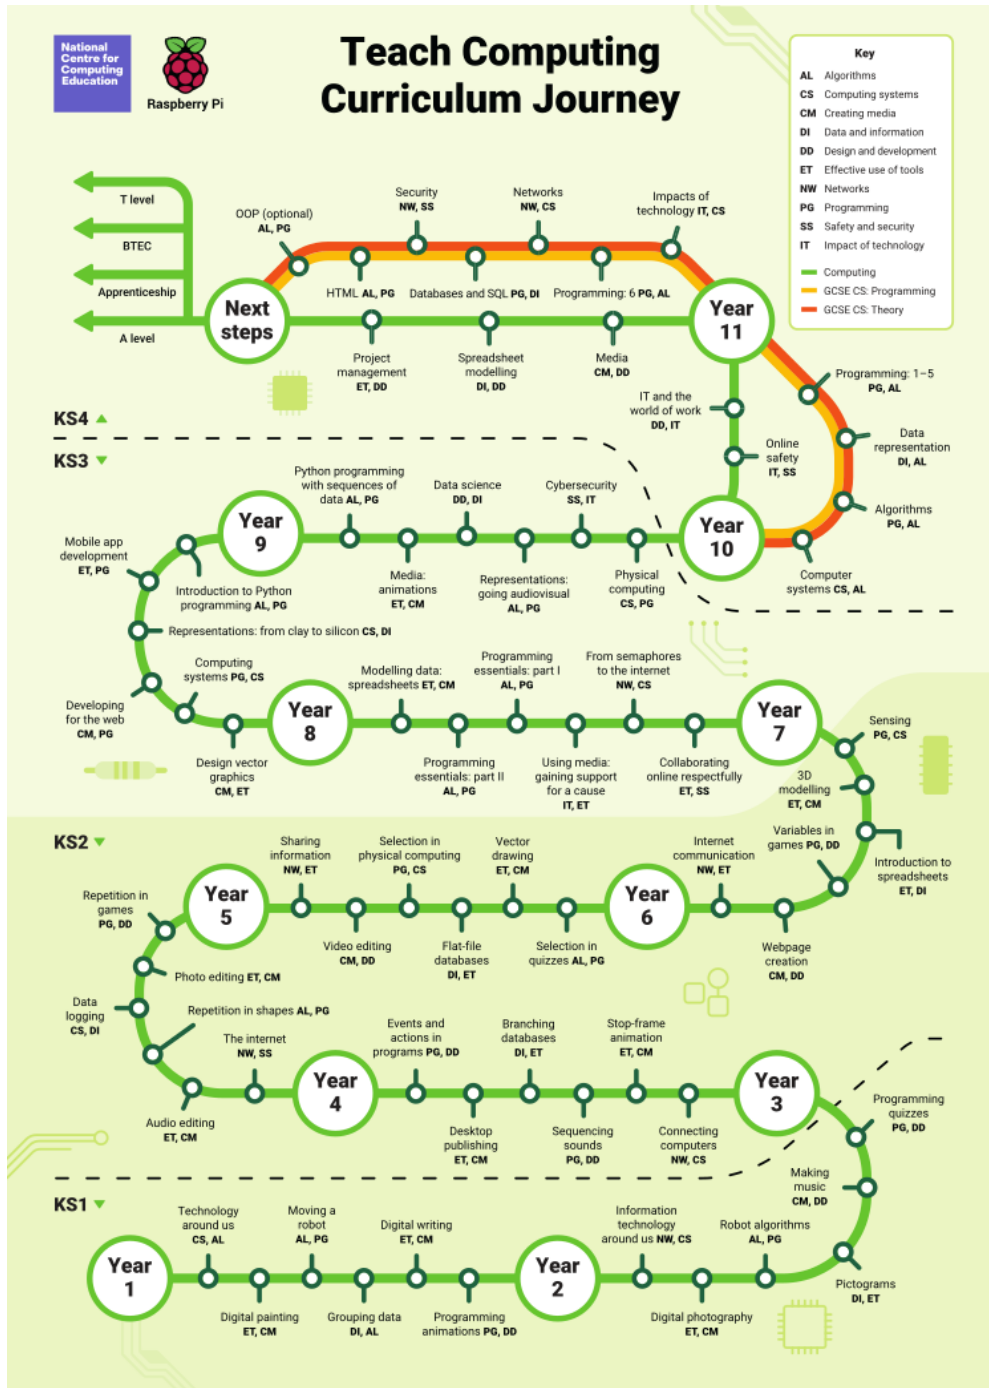 National
Centre for
Computing
Education
Raspberry Pi
Teach Computing
Curriculum Journey
Key
AL Algorithms
CS Computing systems
CM Creating media
DI Data and information
DD Design and development
ET Effective use of tools
NW Networks
PG Programming
SS Safety and security
IT Impact of technology
Computing
GCSE CS: Programming
GCSE CS: Theory
T level
BTEC
Apprenticeship
A level
Next
steps
OOP (optional)
AL, PG
Security
NW, SS
Networks
NW, CS
Impacts of
technology IT, CS
HTML AL, PG
Databases and SQL PG, DI
Programming: 6 PG, AL
Project
management
ET, DD
Spreadsheet
modelling
DI, DD
Media
CM, DD
Year
11
Programming: 1–5
PG, AL
Data
representation
DI, AL
Algorithms
PG, AL
Computer
systems CS, AL
IT and the
world of work
DD, IT
Online
safety
IT, SS
KS4
KS3
Year
10
Physical
computing
CS, PG
Cybersecurity
SS, IT
Representations:
going audiovisual
AL, PG
Data science
DD, DI
Media:
animations
ET, CM
Python programming
with sequences of
data AL, PG
Year
9
Introduction to Python
programming AL, PG
Mobile app
development
ET, PG
Representations: from clay to silicon CS, DI
Developing
for the web
CM, PG
Computing
systems PG, CS
Design vector
graphics
CM, ET
Year
8
Modelling data:
spreadsheets ET, CM
Programming
essentials: part II
AL, PG
Programming
essentials: part I
AL, PG
Using media:
gaining support
for a cause
IT, ET
From semaphores
to the internet
NW, CS
Collaborating
online respectfully
ET, SS
Year
7
Sensing
PG, CS
3D
modelling
ET, CM
Introduction to
spreadsheets
ET, DI
Variables in
games PG, DD
Webpage
creation
CM, DD
Internet
communication
NW, ET
KS2
Year
6
Selection in
quizzes AL, PG
Vector
drawing
ET, CM
Flat-file
databases
DI, ET
Selection in
physical computing
PG, CS
Video editing
CM, DD
Sharing
information
NW, ET
Year
5
Repetition in
games
PG, DD
Photo editing ET, CM
Data
logging
CS, DI
Repetition in shapes AL, PG
Audio editing
ET, CM
The internet
NW, SS
Year
4
Events and
actions in
programs PG, DD
Desktop
publishing
ET, CM
Branching
databases
DI, ET
Sequencing
sounds
PG, DD
Stop-frame
animation
ET, CM
Connecting
computers
NW, CS
Year
3
Programming
quizzes
PG, DD
Making
music
CM, DD
Pictograms
DI, ET
KS1
Robot algorithms
AL, PG
Digital photography
ET, CM
Information
technology
around us NW, CS
Year
2
Programming
animations PG, DD
Digital writing
ET, CM
Grouping data
DI, AL
Moving a
robot
AL, PG
Digital painting
ET, CM
Technology
around us
CS, AL
Year
1